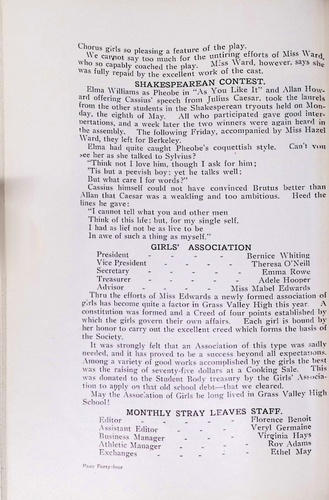 Chorus girls so pleasing a feature of the play.
We cannot say too much for the untiring efforts of Miss Ward,
who so capably coached the play. Miss Ward, however, says she
was fully repaid by the excellent work of the cast.
SHAKESPEAREAN CONTEST.
Elma Williams as Pheobe in "As You Like It" and Allan How-
ard offering Cassius' speech from Julius Caesar, took the laurels
from the other students in the Shakesperean tryouts held on Mon-
day, the eighth of May. All who participated gave good inter-
pertations, and a week later the two winners were again heard in
the assembly. The following Friday, accompanied by Miss Hazel
Ward, they left for Berkeley.
Elma had quite caught Pheobe's coquettish style. Can't you
see her as she talked to Sylvius?
"Think not I love him, though I ask for him;
'Tis but a peevish boy; yet he talks well;
But what care I for words?"
Cassius himself could not have convinced Brutus better than
Allan that Caesar was a weakling and too ambitious. Heed the
lines he gave:
"I cannot tell what you and other men
Think of this life; but, for my single self,
I had as lief not be as live to be
In awe of such a thing as myself."
GIRLS' ASSOCIATION
President - - - - Bernice Whiting
Vice President - - - - Theresa O'Neill
Secretary - - - - Emma Rowe
Treasurer - - - - Adele Hooper
Advisor - - - Miss Mabel Edwards
Thru the efforts of Miss Edwards a newly formed association of
girls has become quite a factor in Grass Valley High this year. A
constitution was formed and a Creed of four points established by
which the girls govern their own affairs. Each girl is bound by
her honor to carry out the excellent creed which forms the basis of
the Society.
It was strongly felt that an Association of this type was sadly
needed, and it has proved to be a success beyond all expectations.
Among a variety of good works accomplished by the girls the best
was the raising of seventy-five dollars at a Cooking Sale. This
was donated to the Student Body treasury by the Girls' Associa-
tion to apply on that old school debt—that we cleared.
May the Association of Girls be long lived in Grass Valley High
School!
MONTHLY STRAY LEAVES STAFF.
Editor - - - - Florence Benoit
Assistant Editor - - - Veryl Germaine
Business Manager - - - Virginia Hays
Athletic Manager - - - Roy Adams
Exchanges - - - - Ethel May
Page Forty-four